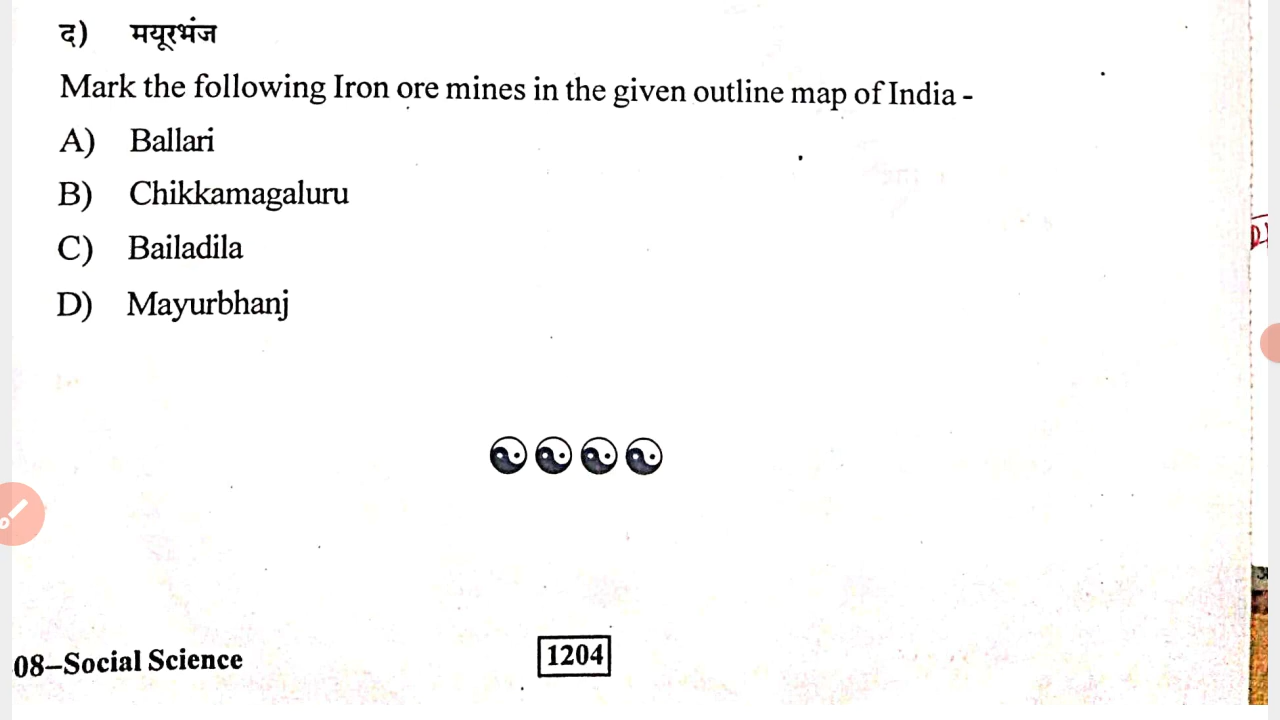 द) मयूरभंज
Mark the following Iron ore mines in the given outline map of India -
A) Ballari
B) Chikkamagaluru
C) Bailadila
D) Mayurbhanj
08–Social Science
1204